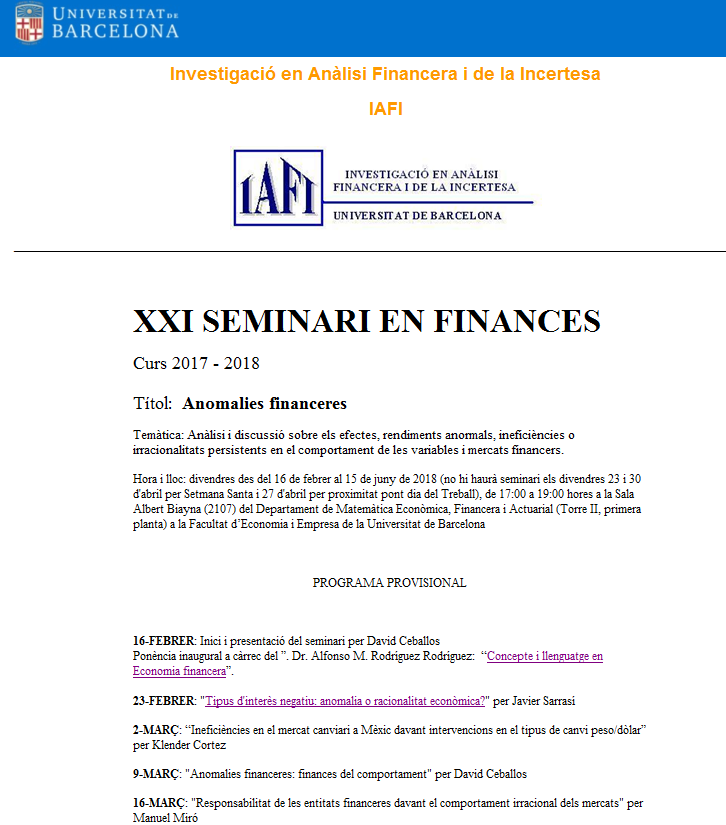 UNIVERSITAT DE
BARCELONA
Investigació en Anàlisi Financera i de la Incertesa
IAFI
IAFI
INVESTIGACIÓ EN ANÀLISI
FINANCERA I DE LA INCERTESA
UNIVERSITAT DE BARCELONA
XXI SEMINARI EN FINANCES
Curs 2017 - 2018
Títol: Anomalies financeres
Temàtica: Anàlisi i discussió sobre els efectes, rendiments anormals, ineficiències o
irracionalitats persistents en el comportament de les variables i mercats financers.
Hora i lloc: divendres des del 16 de febrer al 15 de juny de 2018 (no hi haurà seminari els divendres 23 i 30
d'abril per Setmana Santa i 27 d'abril per proximitat pont dia del Treball), de 17:00 a 19:00 hores a la Sala
Albert Biayna (2107) del Departament de Matemàtica Econòmica, Financera i Actuarial (Torre II, primera
planta) a la Facultat d’Economia i Empresa de la Universitat de Barcelona
PROGRAMA PROVISIONAL
16-FEBRER: Inici i presentació del seminari per David Ceballos
Ponència inaugural a càrrec del ”. Dr. Alfonso M. Rodríguez Rodríguez: “Concepte i llenguatge en
Economia financera”.
23-FEBRER: "Tipus d'interès negatiu: anomalia o racionalitat econòmica?" per Javier Sarrasí
2-MARÇ: “Ineficiències en el mercat canviari a Mèxic davant intervencions en el tipus de canvi peso/dòlar”
per Klender Cortez
9-MARÇ: "Anomalies financeres: finances del comportament" per David Ceballos
16-MARÇ: "Responsabilitat de les entitats financeres davant el comportament irracional dels mercats" per
Manuel Miró